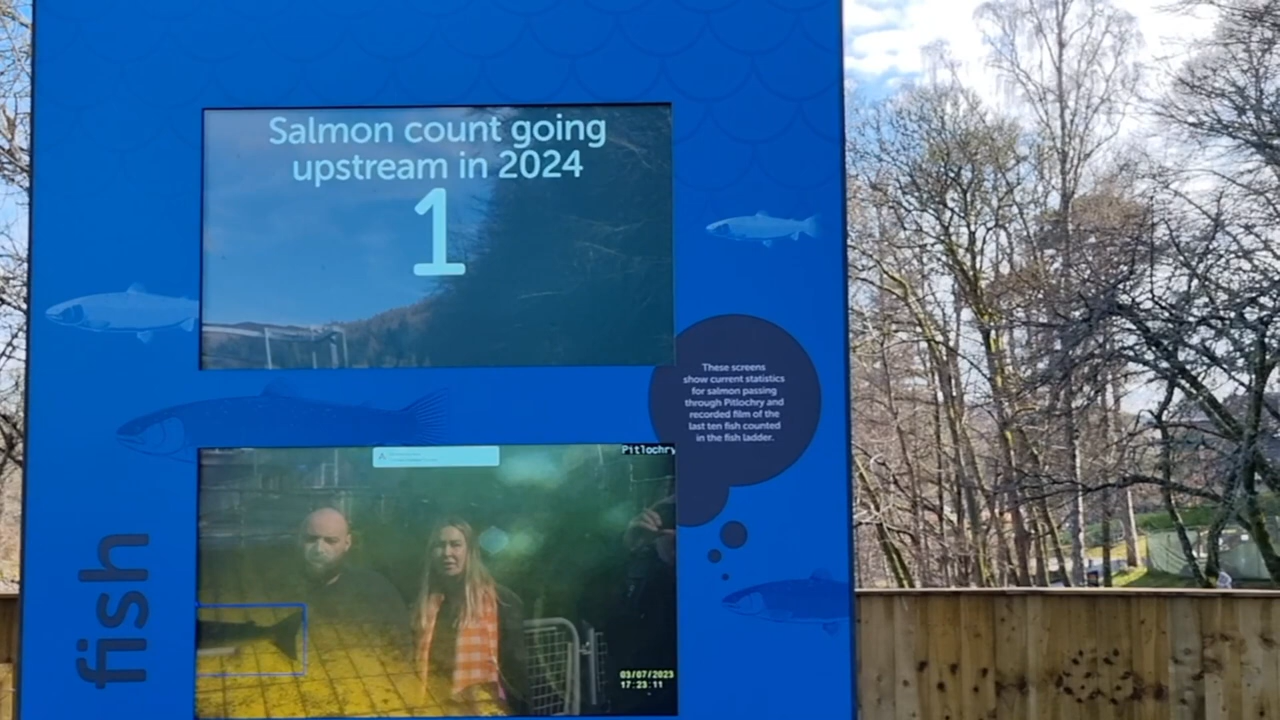 Salmon count going
upstream in 2024
1
These screens
show current statistics
for salmon passing
through Pitlochry and
recorded film of the
last ten fish counted
in the fish ladder.
Pitlochry
fish
03/07/2023
17:23:11